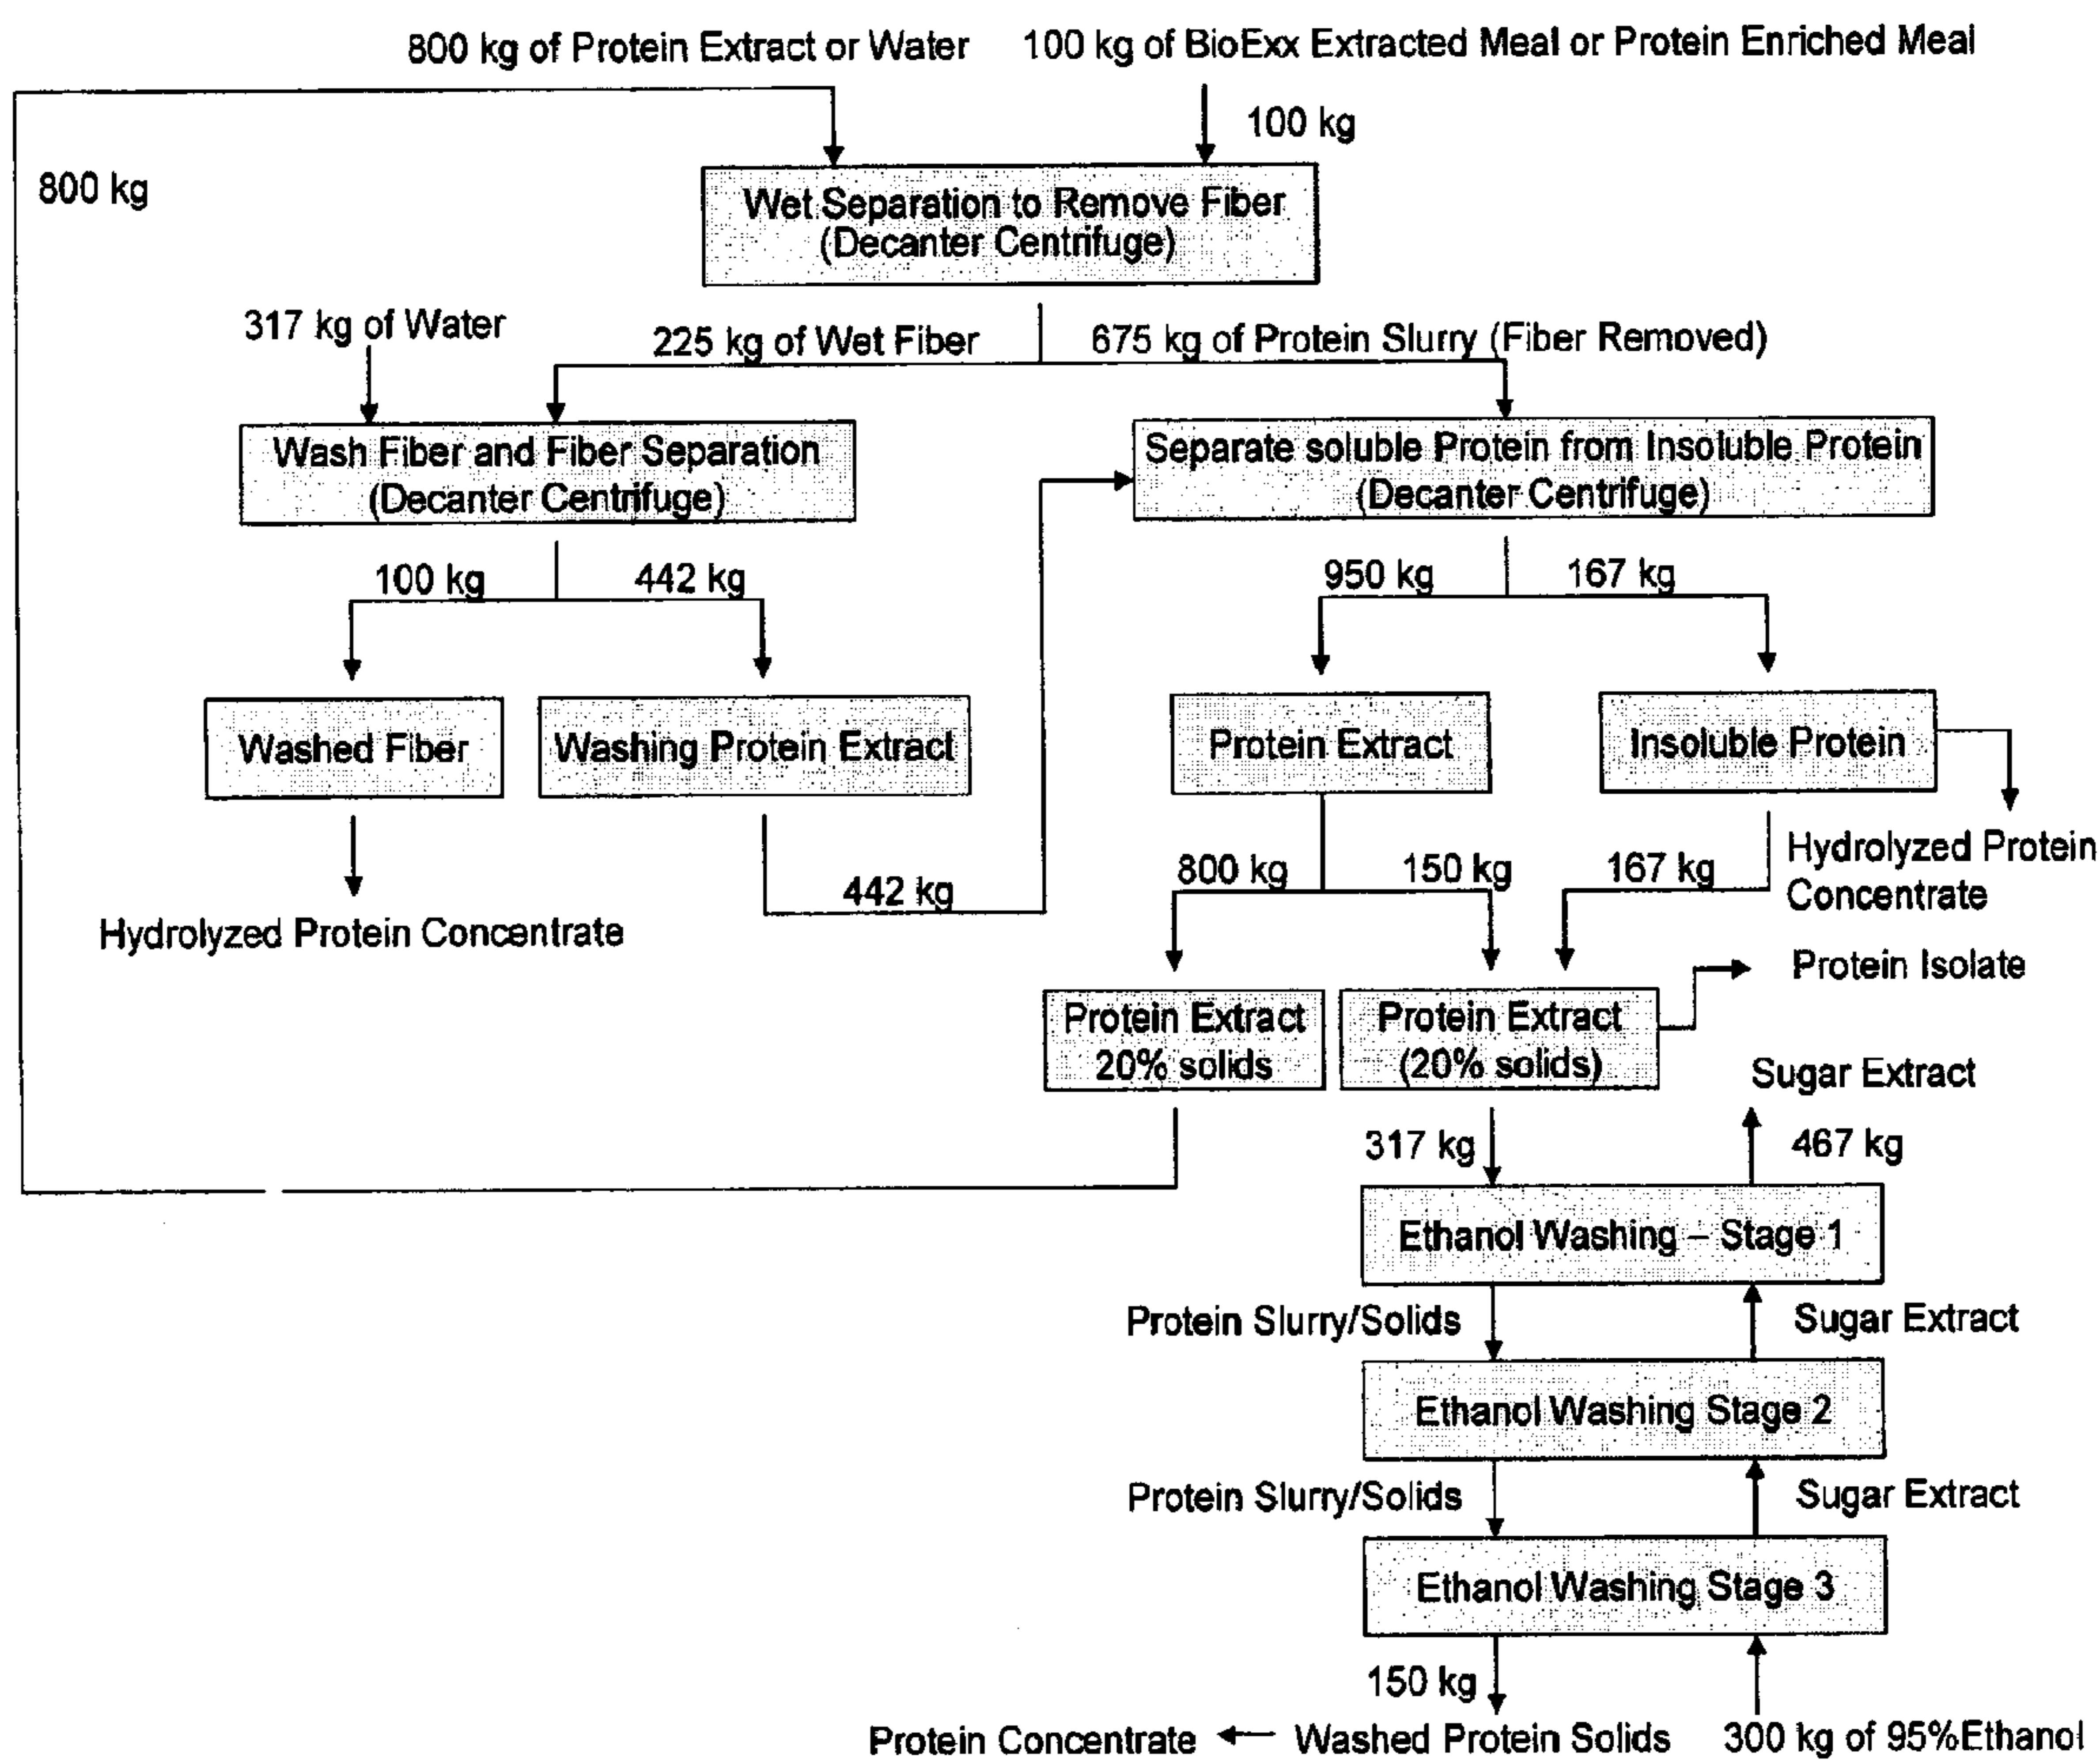 800 kg of Protein Extract or Water
100 kg of BioExx Extracted Meal or Protein Enriched Meal
100 kg
800 kg
Wet Separation to Remove Fiber
(Decanter Centrifuge)
317 kg of Water
225 kg of Wet Fiber
675 kg of Protein Slurry (Fiber Removed)
Wash Fiber and Fiber Separation
(Decanter Centrifuge)
Separate soluble Protein from Insoluble Protein
(Decanter Centrifuge)
100 kg
442 kg
950 kg
167 kg
Washed Fiber
Washing Protein Extract
Protein Extract
Insoluble Protein
Hydrolyzed Protein Concentrate
442 kg
800 kg
150 kg
167 kg
Hydrolyzed Protein
Concentrate
Protein Isolate
Protein Extract
20% solids
Protein Extract
(20% solids)
Sugar Extract
317 kg
467 kg
Ethanol Washing – Stage 1
Protein Slurry/Solids
Sugar Extract
Ethanol Washing Stage 2
Protein Slurry/Solids
Sugar Extract
Ethanol Washing Stage 3
150 kg
Protein Concentrate
Washed Protein Solids
300 kg of 95%Ethanol